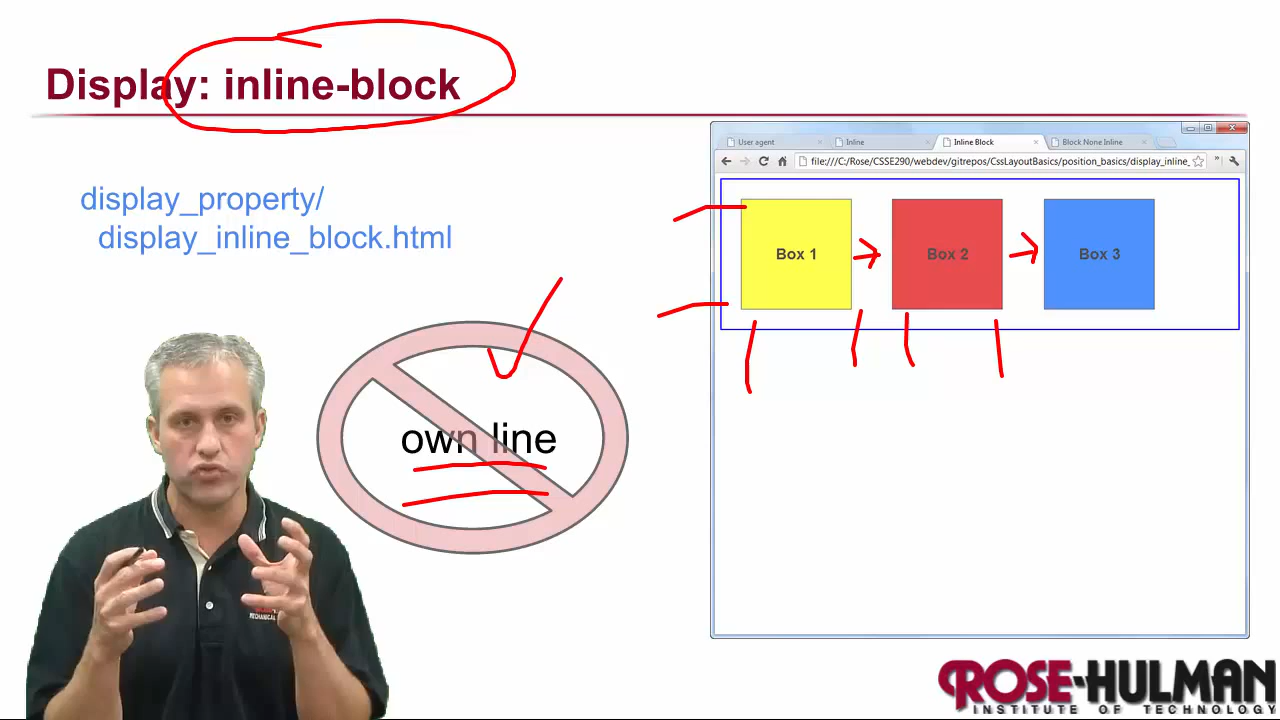 Display: inline-block
display_property/
display_inline_block.html
own line
User agent
Inline
Inline Block
Block None Inline
file:///C:/Rose/CSSE290/webdev/gitrepos/CssLayoutBasics/position_basics/display_inline_
Box 1
Box 2
Box 3
MECHANICAL
ROSE-HULMAN
INSTITUTE OF TECHNOLOGY